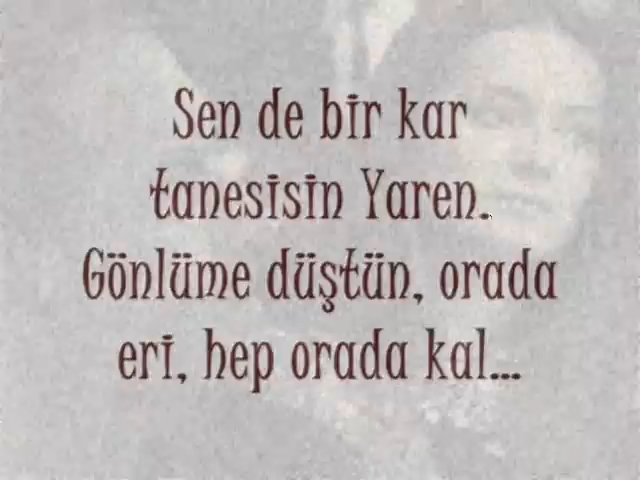 Sen de bir kar
tanesisin Yaren.
Gönlüme düştün, orada
eri, hep orada kal...